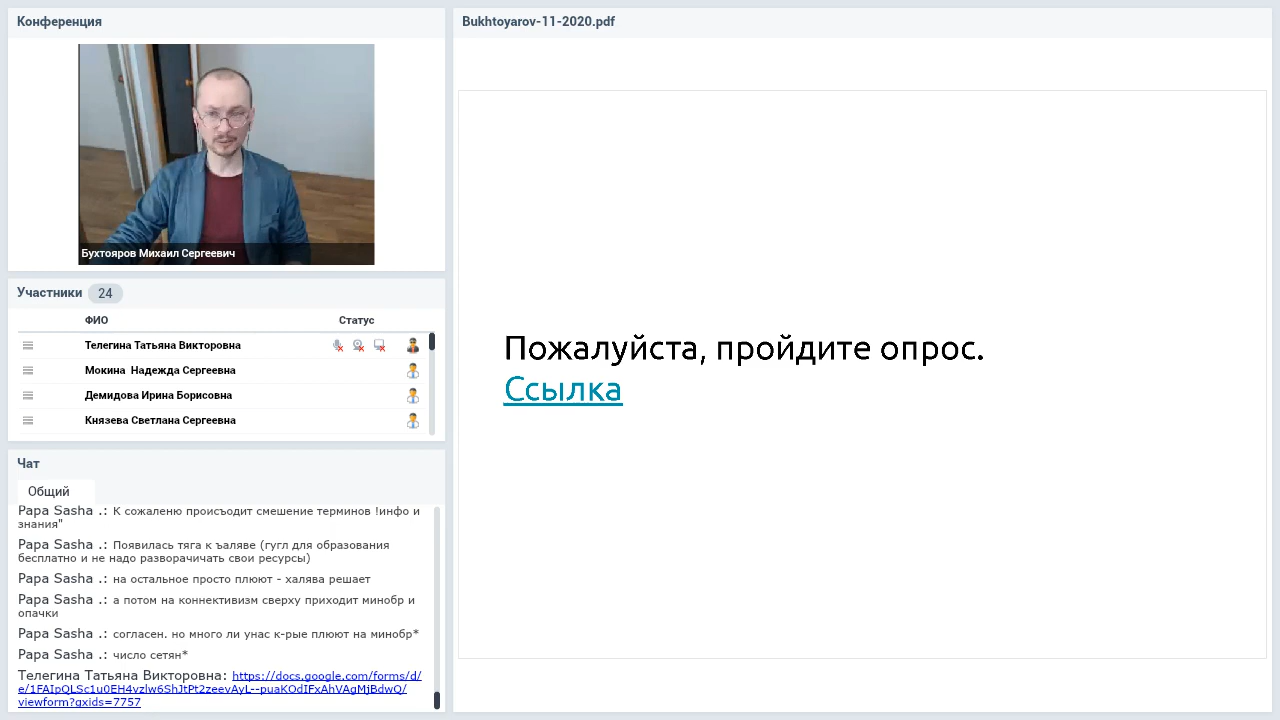 Конференция
Бухтояров Михаил Сергеевич
Участники 24
ФИО Статус
Телегина Татьяна Викторовна
Мокина Надежда Сергеевна
Демидова Ирина Борисовна
Князева Светлана Сергеевна
Чат
Общий
Papa Sasha .: К сожаленю происъодит смешение терминов !инфо и
знания"
Papa Sasha .: Появилась тяга к ъаляве (гугл для образования
бесплатно и не надо разворачичать свои ресурсы)
Papa Sasha .: на остальное просто плюют - халява решает
Papa Sasha .: а потом на коннективизм сверху приходит минобр и
опачки
Papa Sasha .: согласен. но много ли унас к-рые плюют на минобр*
Papa Sasha .: число сетян*
Телегина Татьяна Викторовна: https://docs.google.com/forms/d/
e/1FAIpQLSc1u0EH4vzlw6ShJtPt2zeevAyL--puaKOdIFxAhVAgMjBdwQ/
viewform?gxids=7757
Bukhtoyarov-11-2020.pdf
Пожалуйста, пройдите опрос.
Ссылка